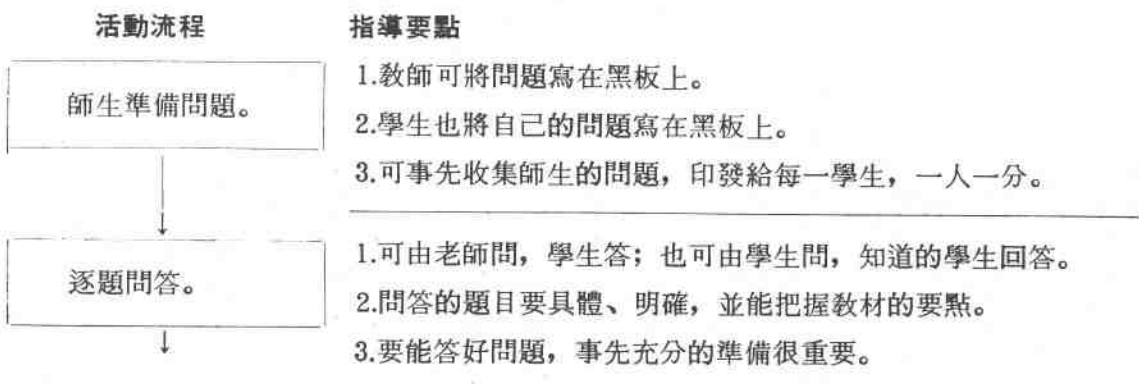 活動流程 指導要點
師生準備問題。
1.教師可將問題寫在黑板上。
2.學生也將自己的問題寫在黑板上。
3.可事先收集師生的問題，印發給每一學生，一人一分。
逐題問答。
1.可由老師問，學生答；也可由學生問，知道的學生回答。
2.問答的題目要具體、明確，並能把握教材的要點。
3.要能答好問題，事先充分的準備很重要。